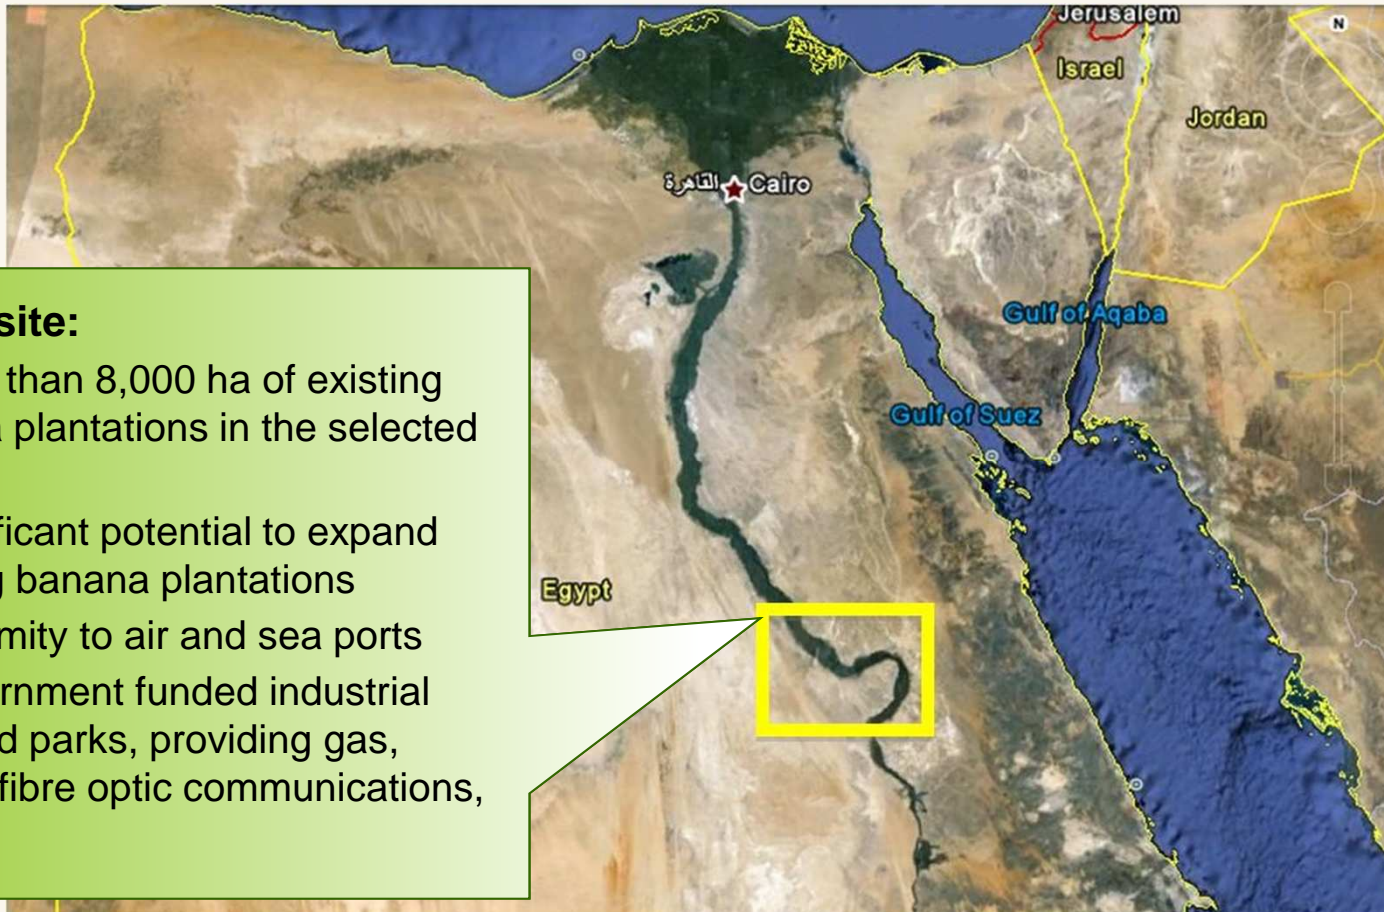 Jerusalem
N
Israel
Jordan
القاهرة Cairo
site:
than 8,000 ha of existing
plantations in the selected
ficant potential to expand
banana plantations
mity to air and sea ports
rnment funded industrial
d parks, providing gas,
fibre optic communications,
Gulf of Aqaba
Gulf of Suez
Egypt